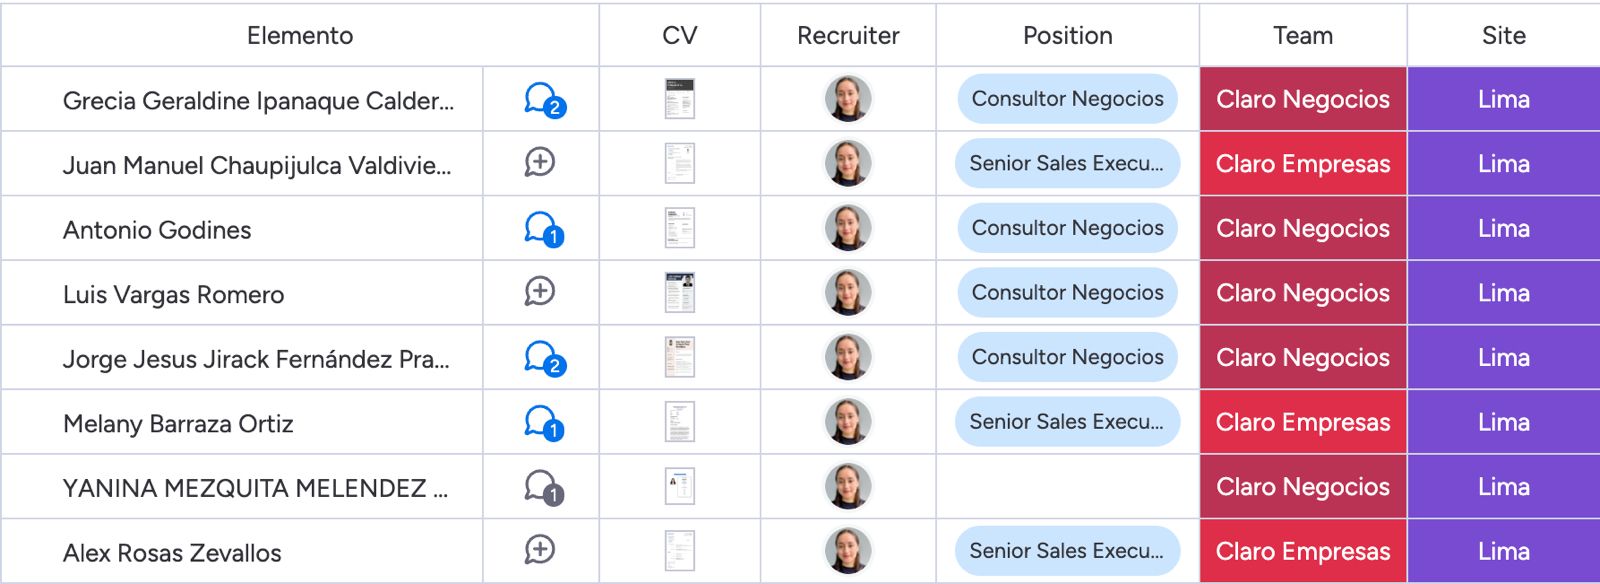 Elemento CV Recruiter Position Team Site
Grecia Geraldine Ipanaque Calder... 2 Consultor Negocios Claro Negocios Lima
Juan Manuel Chaupijulca Valdivie... Senior Sales Execu... Claro Empresas Lima
Antonio Godines 1 Consultor Negocios Claro Negocios Lima
Luis Vargas Romero Consultor Negocios Claro Negocios Lima
Jorge Jesus Jirack Fernández Pra... 2 Consultor Negocios Claro Negocios Lima
Melany Barraza Ortiz 1 Senior Sales Execu... Claro Empresas Lima
YANINA MEZQUITA MELENDEZ ... 1 Claro Negocios Lima
Alex Rosas Zevallos Senior Sales Execu... Claro Empresas Lima